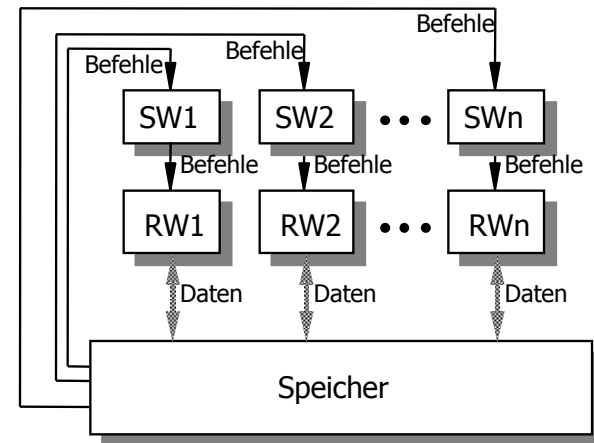 Befehle
Befehle Befehle
SW1 SW2 ••• SWn
Befehle Befehle Befehle
RW1 RW2 ••• RWn
Daten Daten Daten
Speicher